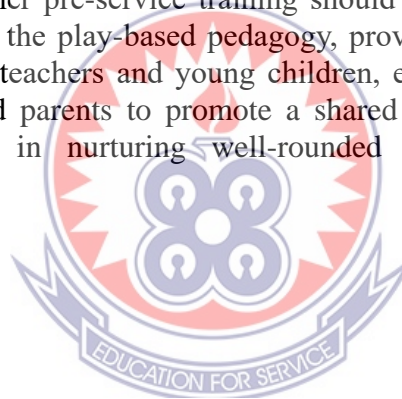 pre-service training should
the play-based pedagogy, prov
teachers and young children, e
parents to promote a shared
in nurturing well-rounded
EDUCATION FOR SERVICE